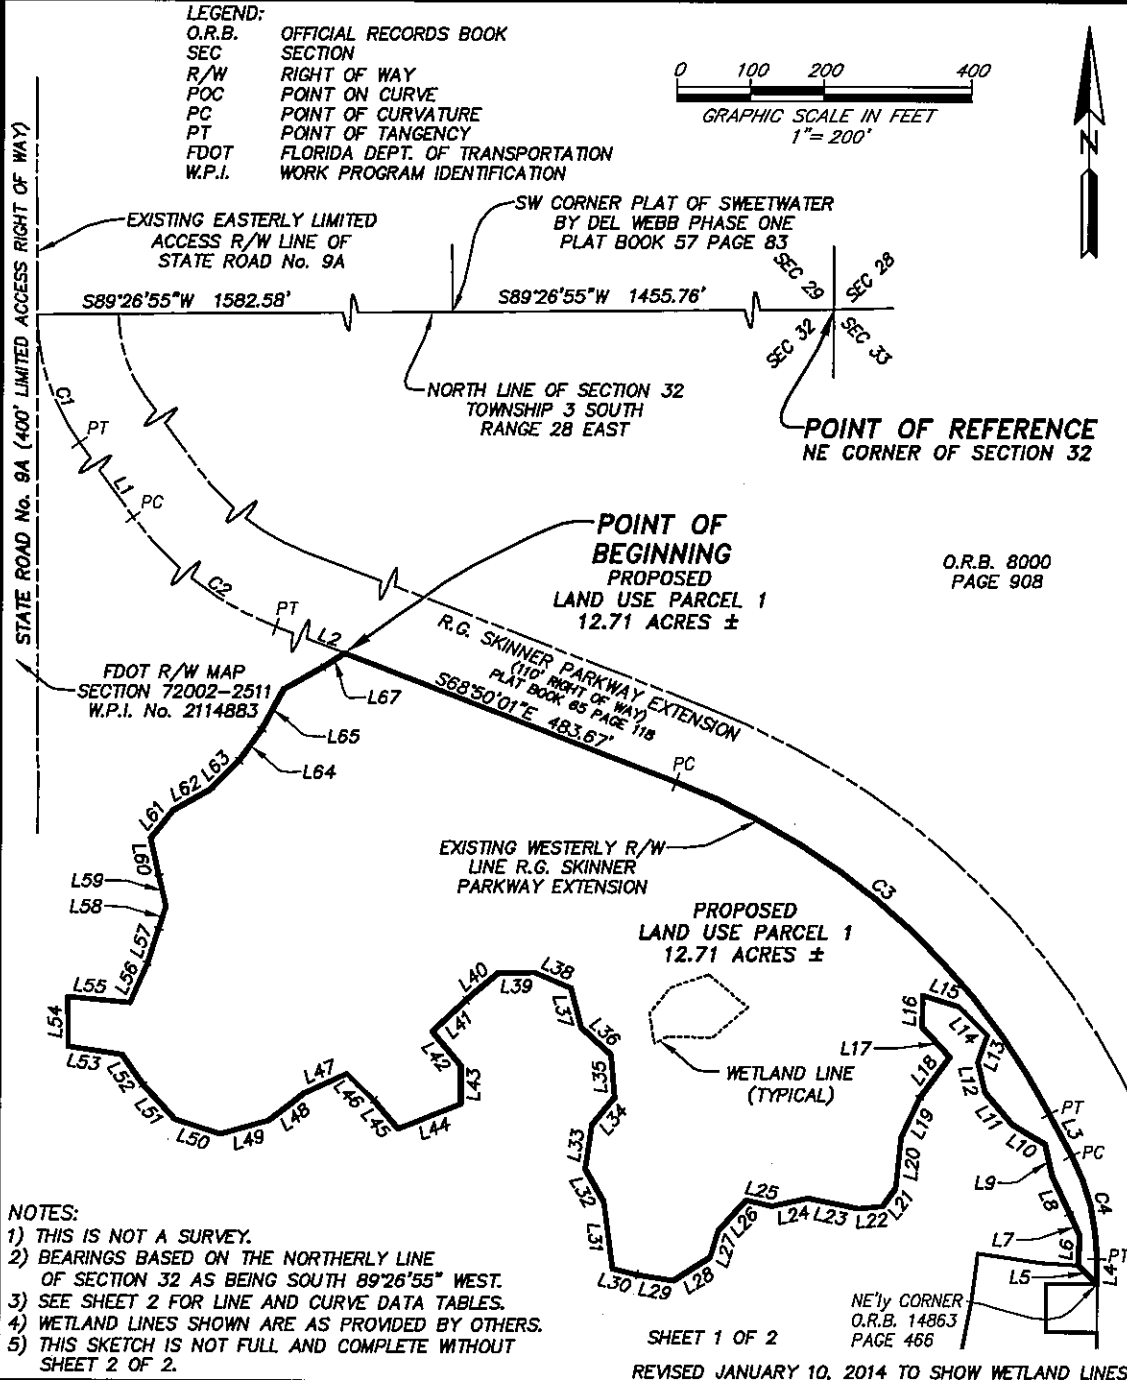 LEGEND:
O.R.B. OFFICIAL RECORDS BOOK
SEC SECTION
R/W RIGHT OF WAY
POC POINT ON CURVE
PC POINT OF CURVATURE
PT POINT OF TANGENCY
FDOT FLORIDA DEPT. OF TRANSPORTATION
W.P.I. WORK PROGRAM IDENTIFICATION
0 100 200 400
GRAPHIC SCALE IN FEET
1"= 200'
N
STATE ROAD No. 9A (400' LIMITED ACCESS RIGHT OF WAY)
EXISTING EASTERLY LIMITED
ACCESS R/W LINE OF
STATE ROAD No. 9A
SW CORNER PLAT OF SWEETWATER
BY DEL WEBB PHASE ONE
PLAT BOOK 57 PAGE 83
SEC 29
SEC 28
SEC 32
SEC 33
S89°26'55"W 1582.58'
S89°26'55"W 1455.76'
NORTH LINE OF SECTION 32
TOWNSHIP 3 SOUTH
RANGE 28 EAST
POINT OF REFERENCE
NE CORNER OF SECTION 32
C1
PT
L1
PC
C2
PT
L2
POINT OF
BEGINNING
PROPOSED
LAND USE PARCEL 1
12.71 ACRES ±
O.R.B. 8000
PAGE 908
R.G. SKINNER PARKWAY EXTENSION
(110' RIGHT OF WAY)
PLAT BOOK 65 PAGE 118
S68°50'01"E 483.67'
FDOT R/W MAP
SECTION 72002-2511
W.P.I. No. 2114883
L67
L65
L64
L63
L62
L61
L60
L59
L58
L57
L56
L55
L54
L53
L52
L51
L50
L49
L48
L47
L46
L45
L44
L43
L42
L41
L40
L39
L38
L37
L36
L35
L34
L33
L32
L31
L30
L29
L28
L27
L26
L25
L24
L23
L22
L21
L20
L19
L18
L17
L16
L15
L14
L13
L12
L11
L10
L9
L8
L7
L6
L5
L4
PT
C4
PC
L3
PT
C3
PC
EXISTING WESTERLY R/W
LINE R.G. SKINNER
PARKWAY EXTENSION
PROPOSED
LAND USE PARCEL 1
12.71 ACRES ±
WETLAND LINE
(TYPICAL)
NE'ly CORNER
O.R.B. 14863
PAGE 466
NOTES:
1) THIS IS NOT A SURVEY.
2) BEARINGS BASED ON THE NORTHERLY LINE
OF SECTION 32 AS BEING SOUTH 89°26'55" WEST.
3) SEE SHEET 2 FOR LINE AND CURVE DATA TABLES.
4) WETLAND LINES SHOWN ARE AS PROVIDED BY OTHERS.
5) THIS SKETCH IS NOT FULL AND COMPLETE WITHOUT
SHEET 2 OF 2.
SHEET 1 OF 2
REVISED JANUARY 10, 2014 TO SHOW WETLAND LINES